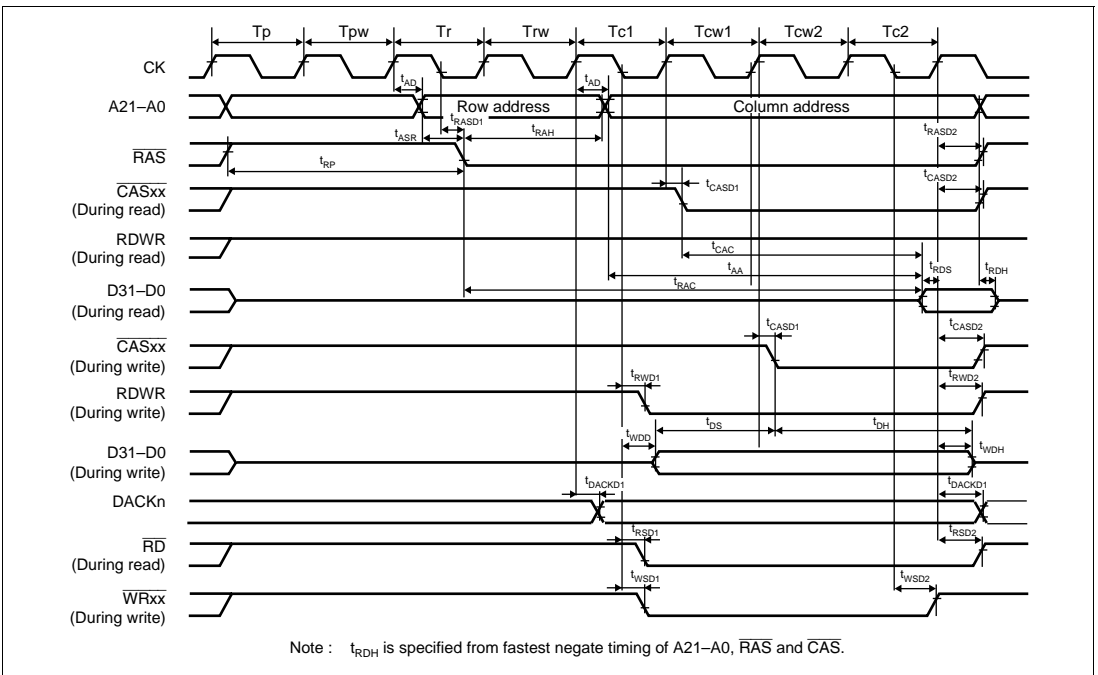 Tp Tpw Tr Trw Tc1 Tcw1 Tcw2 Tc2
CK
tAD tAD
A21–A0 Row address Column address
tRASD1 tRASD2
tASR tRAH
RAS
tRP
CASxx tCASD1 tCASD2
(During read)
RDWR
(During read)
tCAC
tAA tRDS tRDH
tRAC
D31–D0
(During read)
tCASD1 tCASD2
CASxx
(During write)
tRWD1 tRWD2
RDWR
(During write)
tDS tDH
tWDD tWDH
D31–D0
(During write)
tDACKD1 tDACKD1
DACKn
tRSD1 tRSD2
RD
(During read)
tWSD1 tWSD2
WRxx
(During write)
Note : tRDH is specified from fastest negate timing of A21–A0, RAS and CAS.